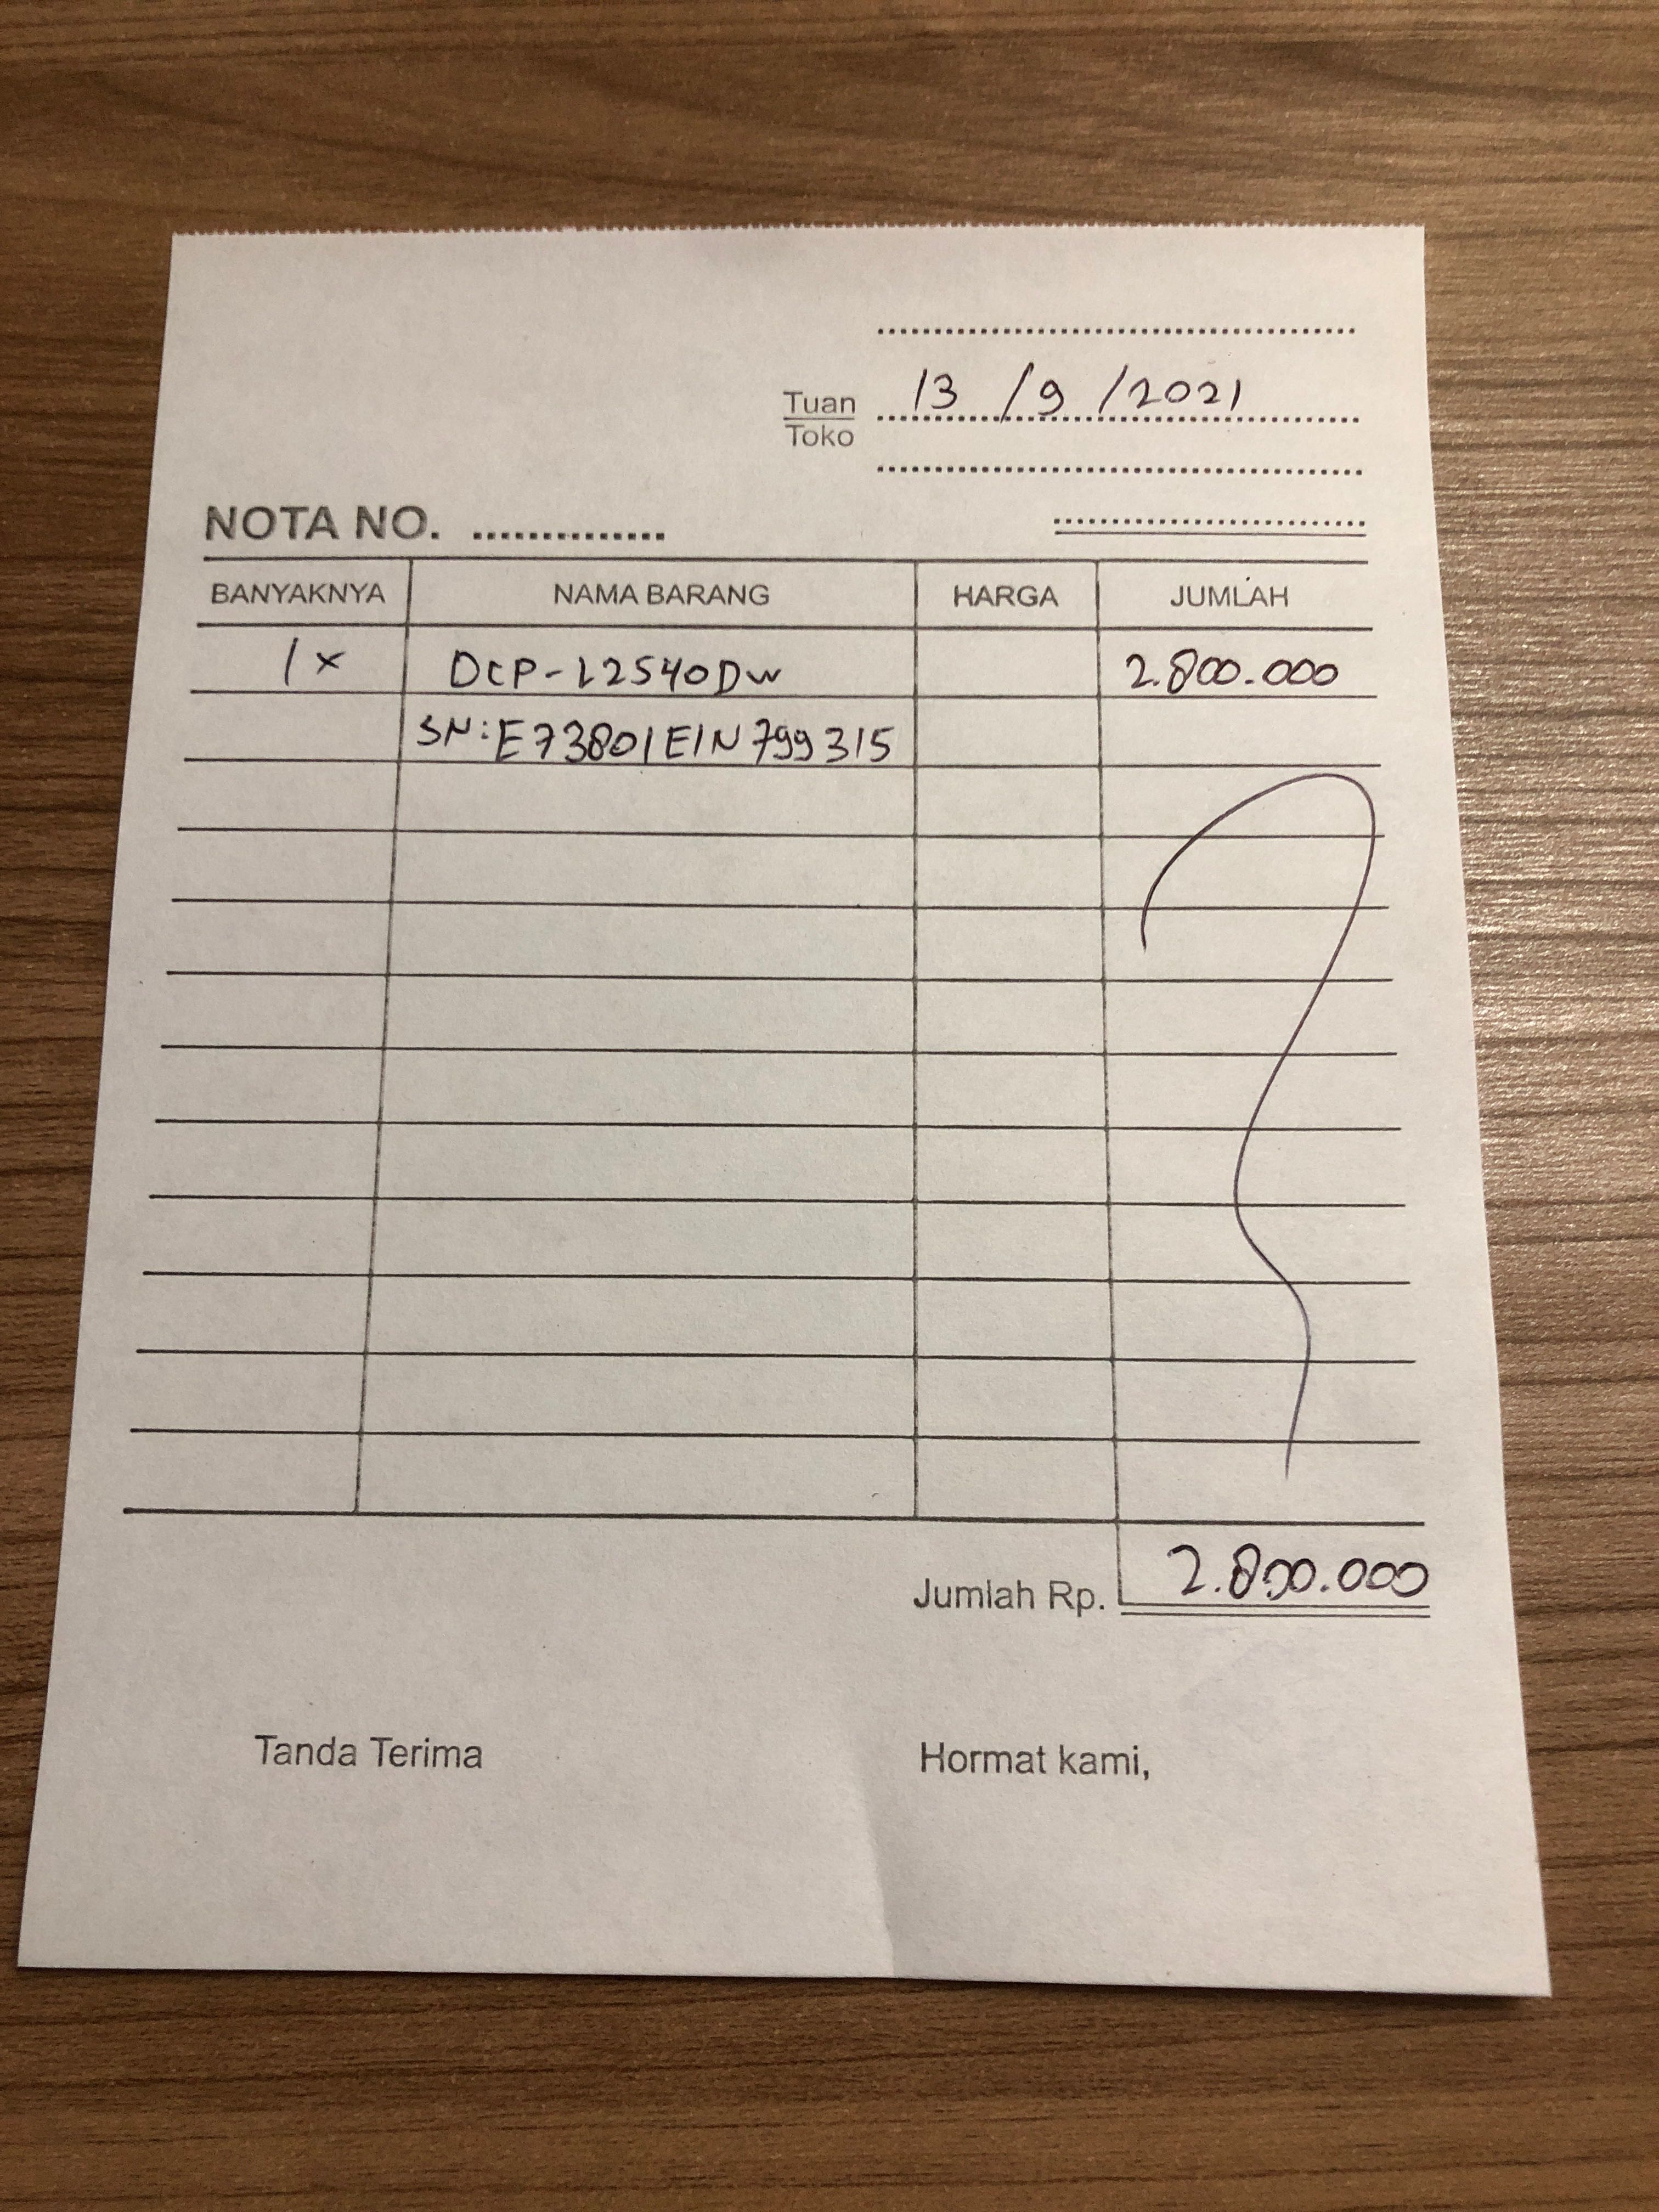 Tuan
Toko
13/9/2021
NOTA NO.
BANYAKNYA NAMA BARANG HARGA JUMLAH
1x DCP-L2540DW 2.800.000
SN:E73801E1N799315
Jumlah Rp. 2.800.000
Tanda Terima Hormat kami,